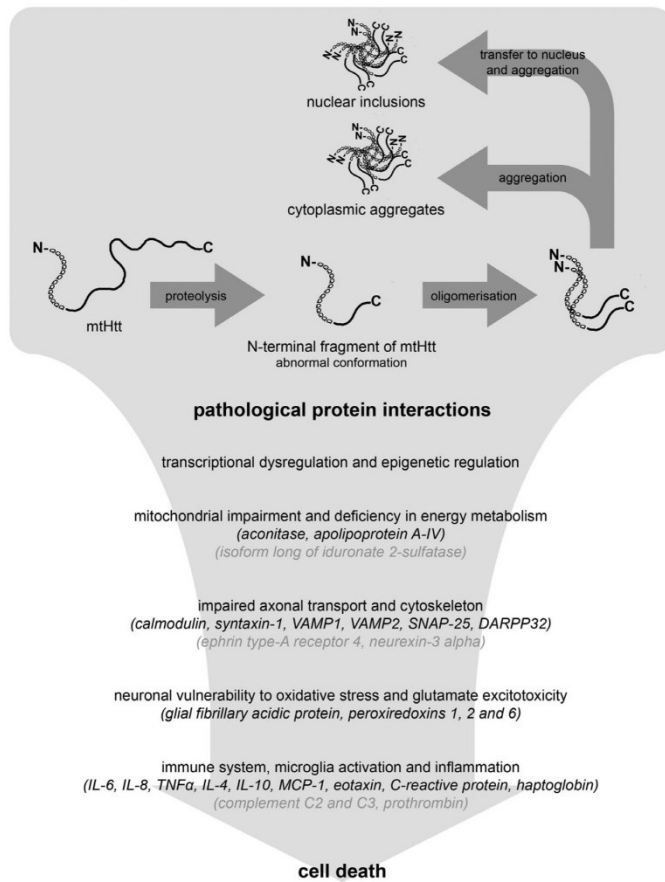 N-
N-
N
N
C
C
C
C
nuclear inclusions
transfer to nucleus
and aggregation
N-
N-
N
N
C
C
C
C
cytoplasmic aggregates
aggregation
N-
C
mtHtt
proteolysis
N-
C
N-terminal fragment of mtHtt
abnormal conformation
oligomerisation
N-
N-
C
C
pathological protein interactions
transcriptional dysregulation and epigenetic regulation
mitochondrial impairment and deficiency in energy metabolism
(aconitase, apolipoprotein A-IV)
(isoform long of iduronate 2-sulfatase)
impaired axonal transport and cytoskeleton
(calmodulin, syntaxin-1, VAMP1, VAMP2, SNAP-25, DARPP32)
(ephrin type-A receptor 4, neurexin-3 alpha)
neuronal vulnerability to oxidative stress and glutamate excitotoxicity
(glial fibrillary acidic protein, peroxiredoxins 1, 2 and 6)
immune system, microglia activation and inflammation
(IL-6, IL-8, TNFα, IL-4, IL-10, MCP-1, eotaxin, C-reactive protein, haptoglobin)
(complement C2 and C3, prothrombin)
cell death